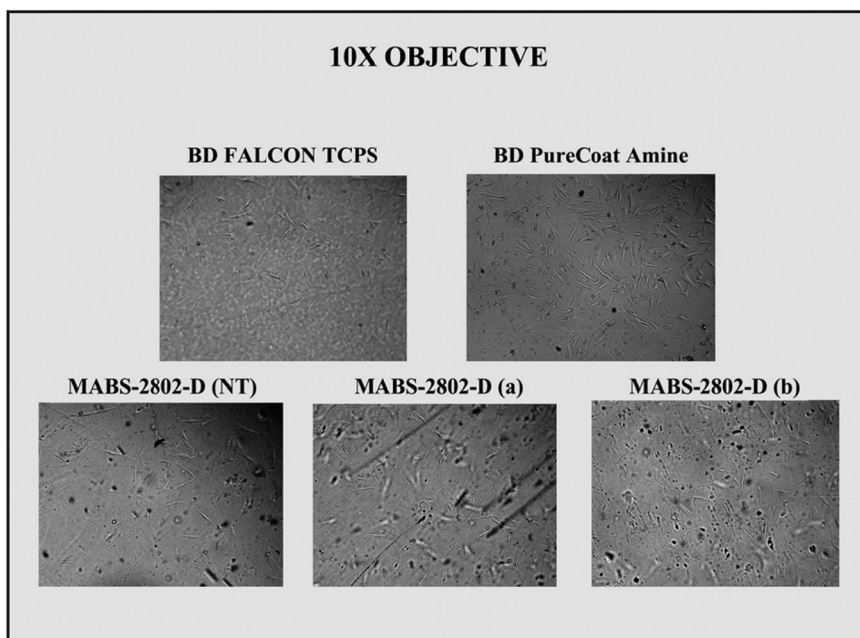 10X OBJECTIVE
BD FALCON TCPS
BD PureCoat Amine
MABS-2802-D (NT)
MABS-2802-D (a)
MABS-2802-D (b)